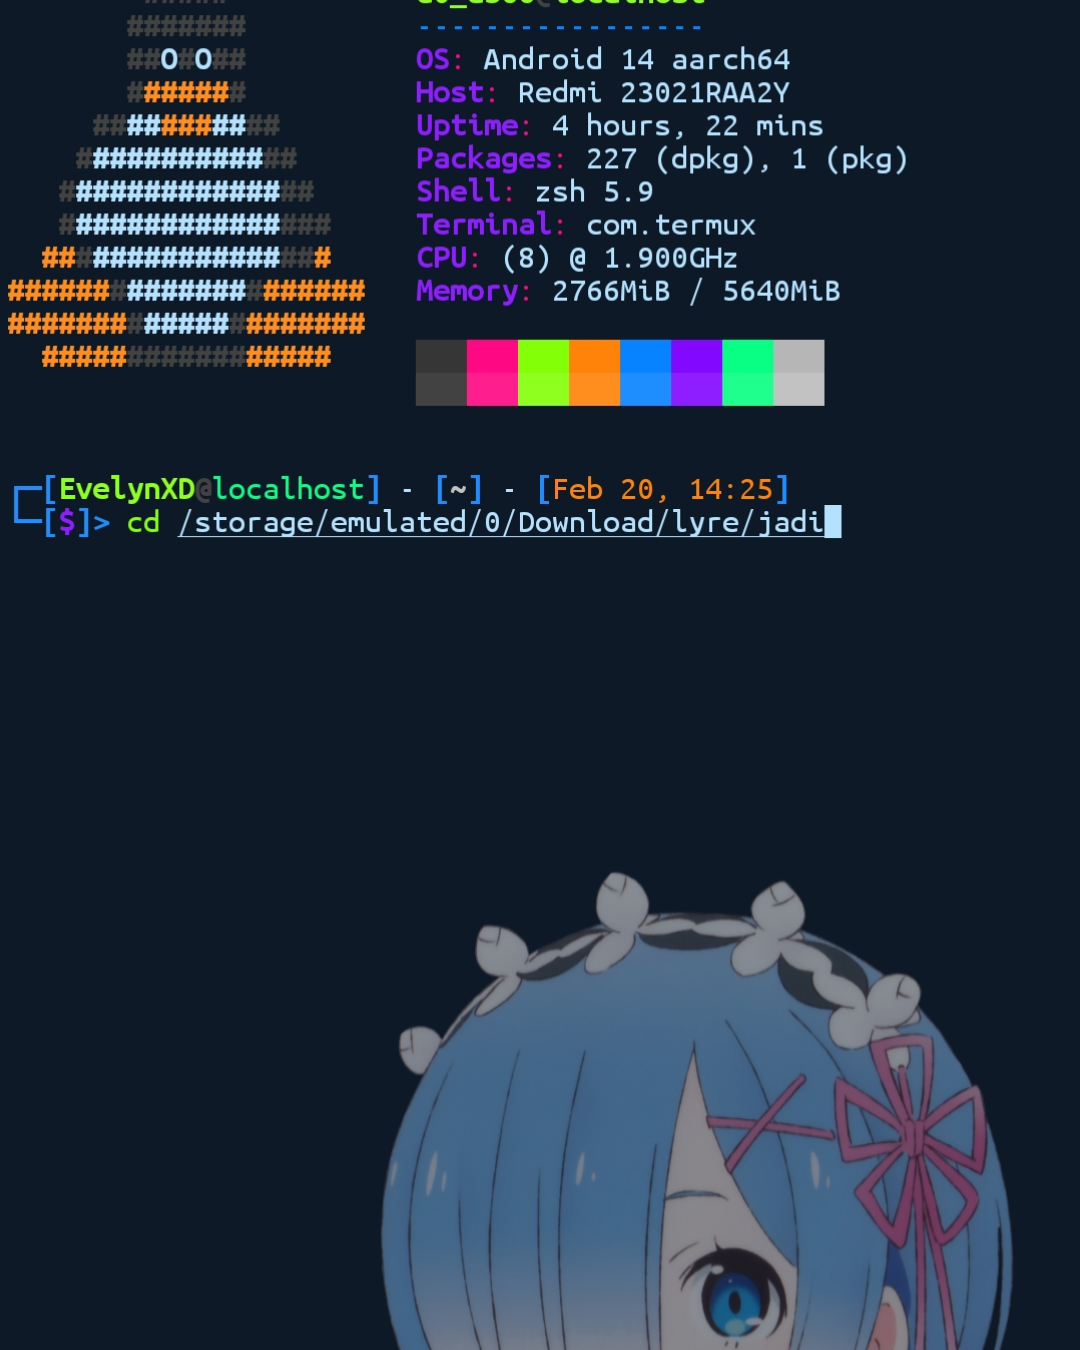 OS: Android 14 aarch64
Host: Redmi 23021RAA2Y
Uptime: 4 hours, 22 mins
Packages: 227 (dpkg), 1 (pkg)
Shell: zsh 5.9
Terminal: com.termux
CPU: (8) @ 1.900GHz
Memory: 2766MiB / 5640MiB
┌─[EvelynXD@localhost] - [~] - [Feb 20, 14:25]
└─[$]> cd /storage/emulated/0/Download/lyre/jadi